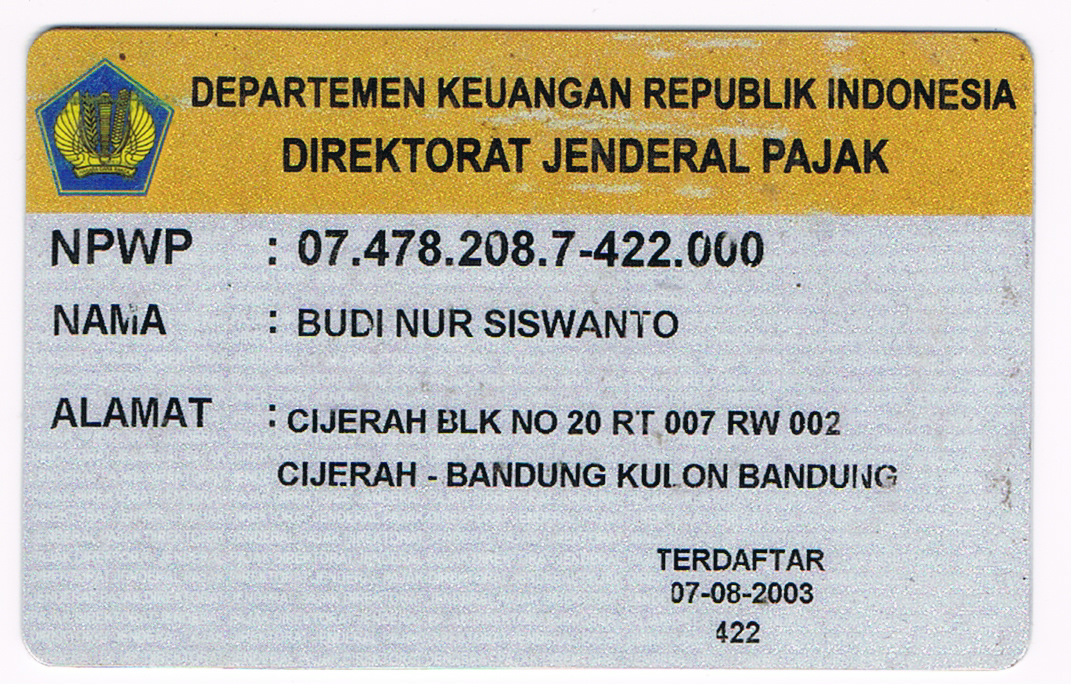 DEPARTEMEN KEUANGAN REPUBLIK INDONESIA
DIREKTORAT JENDERAL PAJAK
NPWP : 07.478.208.7-422.000
NAMA : BUDI NUR SISWANTO
ALAMAT : CIJERAH BLK NO 20 RT 007 RW 002
CIJERAH - BANDUNG KULON BANDUNG
TERDAFTAR
07-08-2003
422